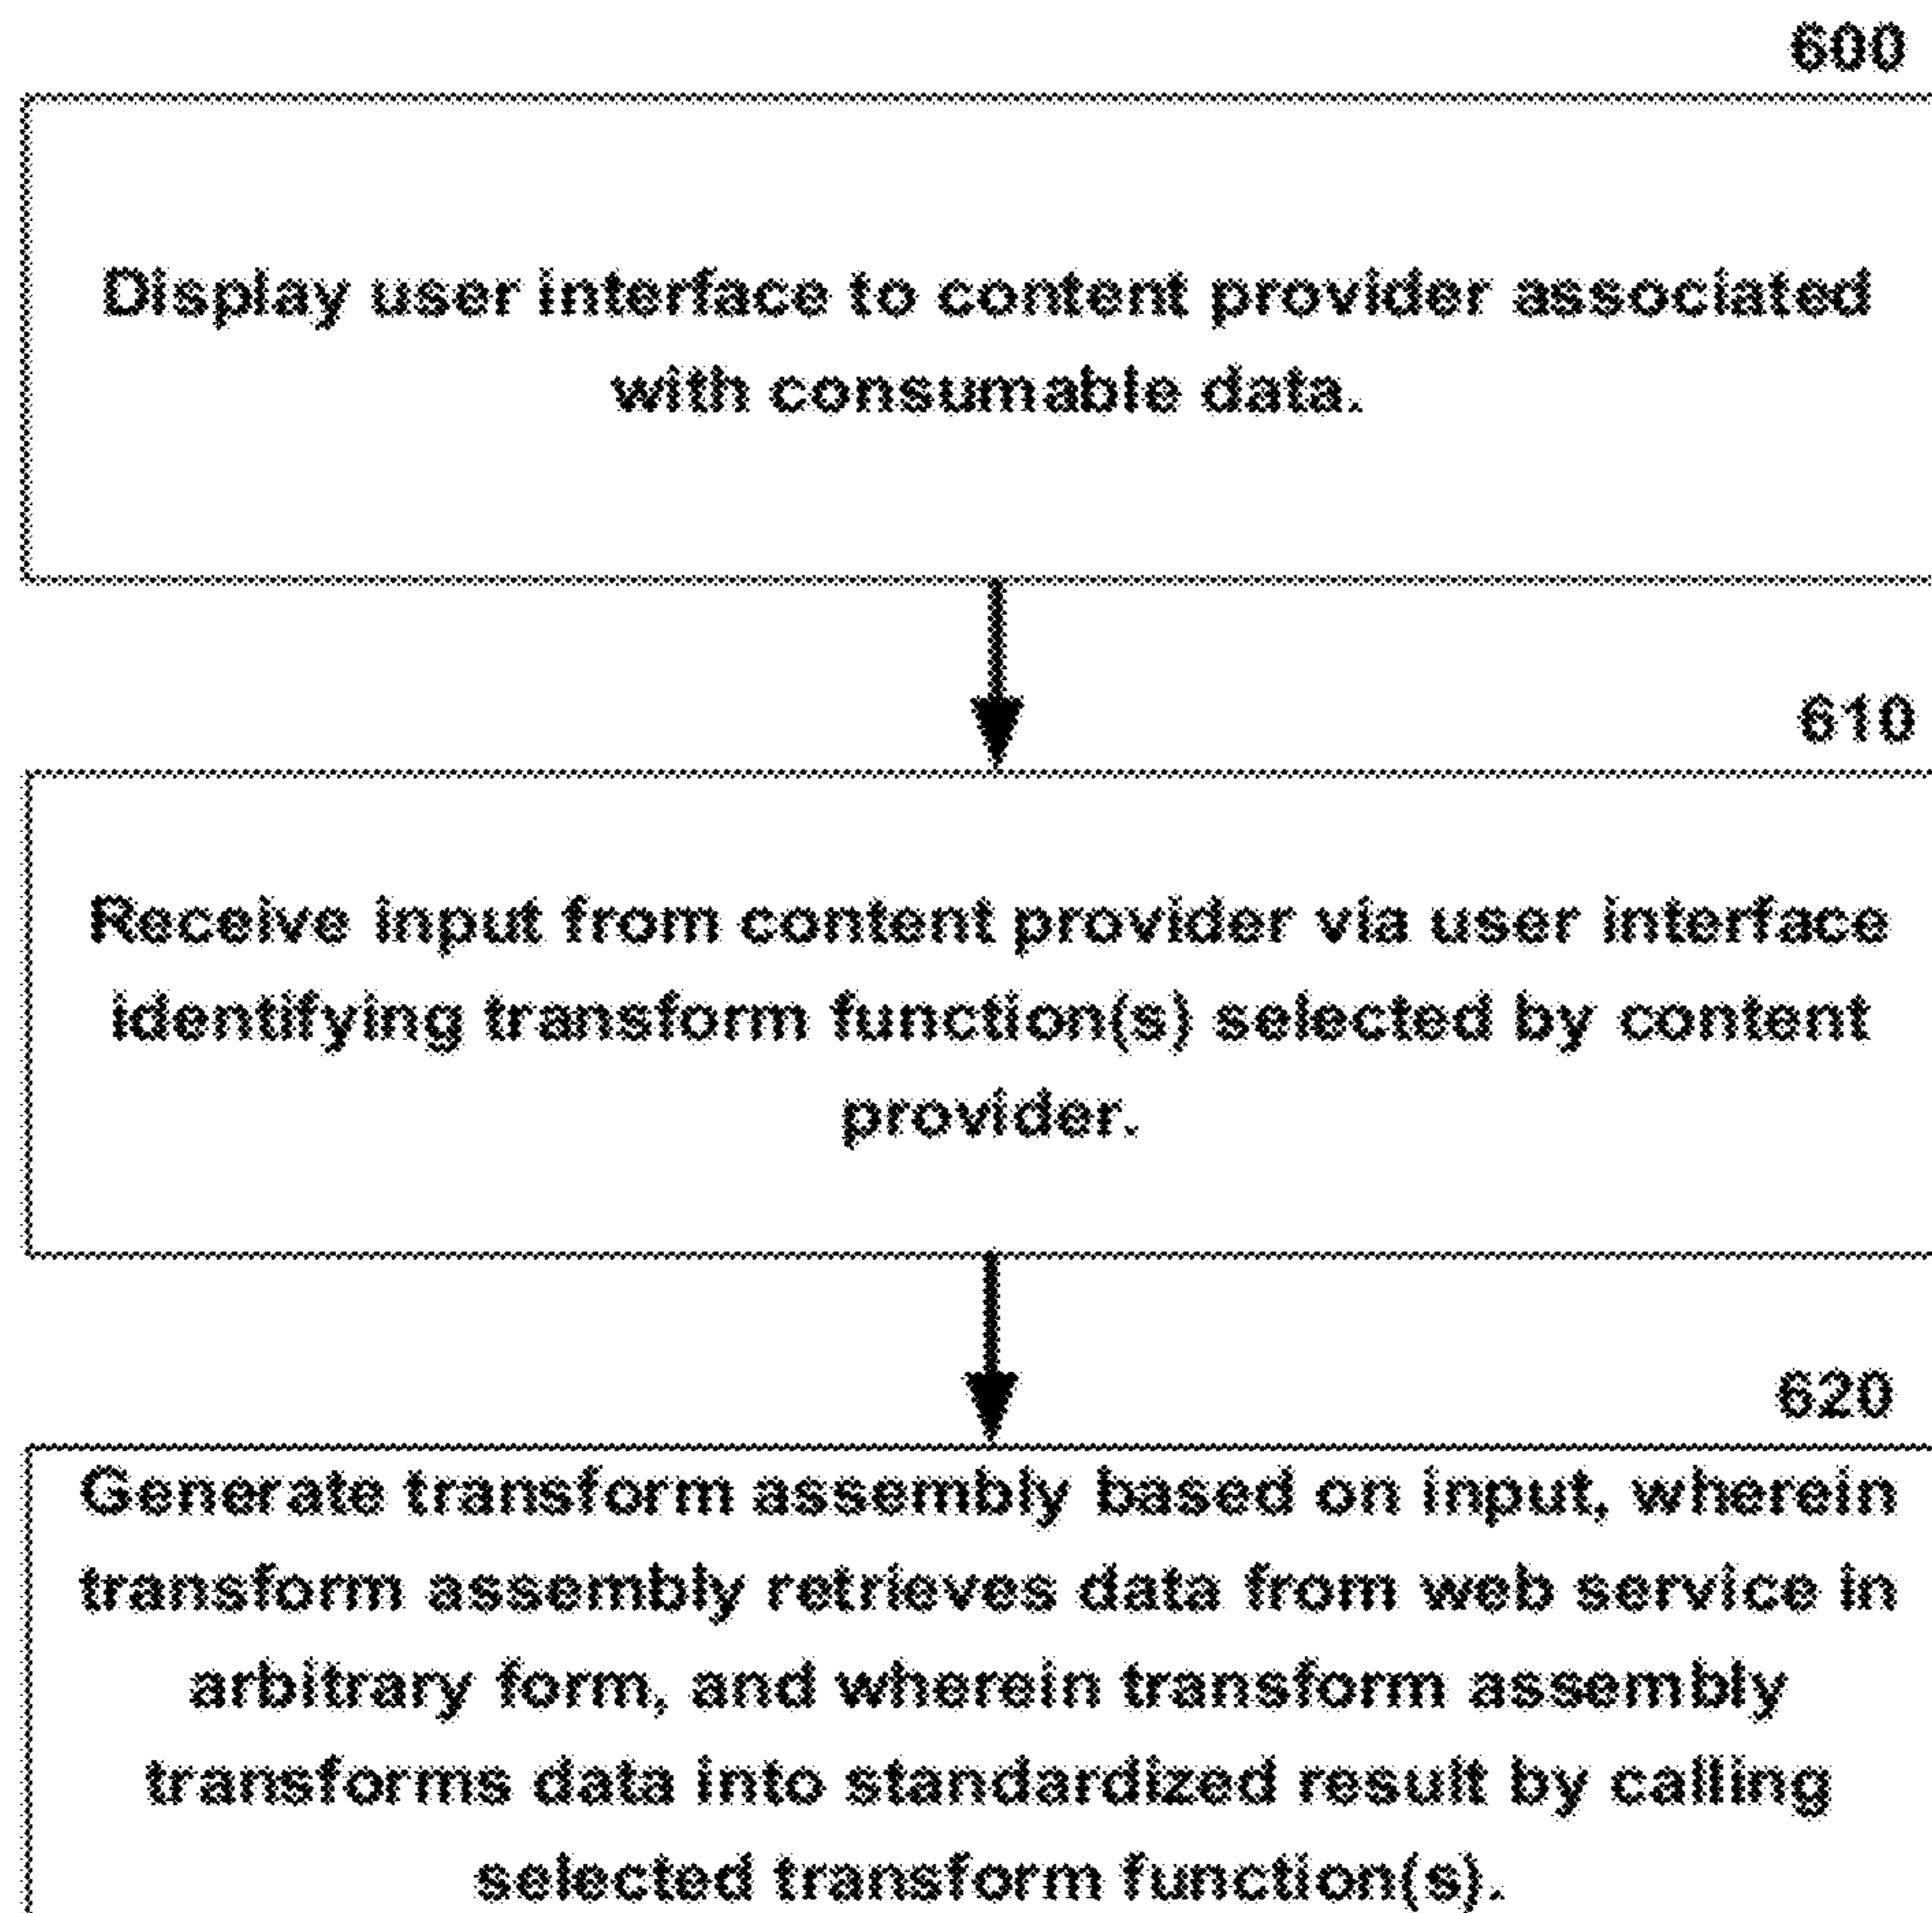 600
Display user interface to content provider associated
with consumable data.
610
Receive input from content provider via user interface
identifying transform function(s) selected by content
provider.
620
Generate transform assembly based on input, wherein
transform assembly retrieves data from web service in
arbitrary form, and wherein transform assembly
transforms data into standardized result by calling
selected transform function(s).